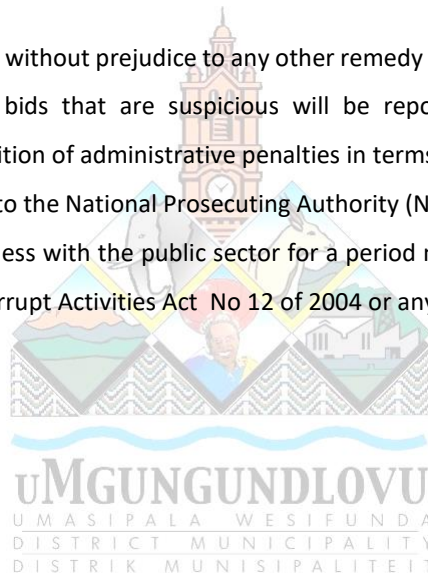 without prejudice to any other remedy
bids that are suspicious will be repo
ition of administrative penalties in terms
to the National Prosecuting Authority (N
ess with the public sector for a period
rrupt Activities Act No 12 of 2004 or any
UMGUNGUNDLOVU
UMASIPALA WESIFUNDA
DISTRICT MUNICIPALITY
DISTRIK MUNISIPALITEIT